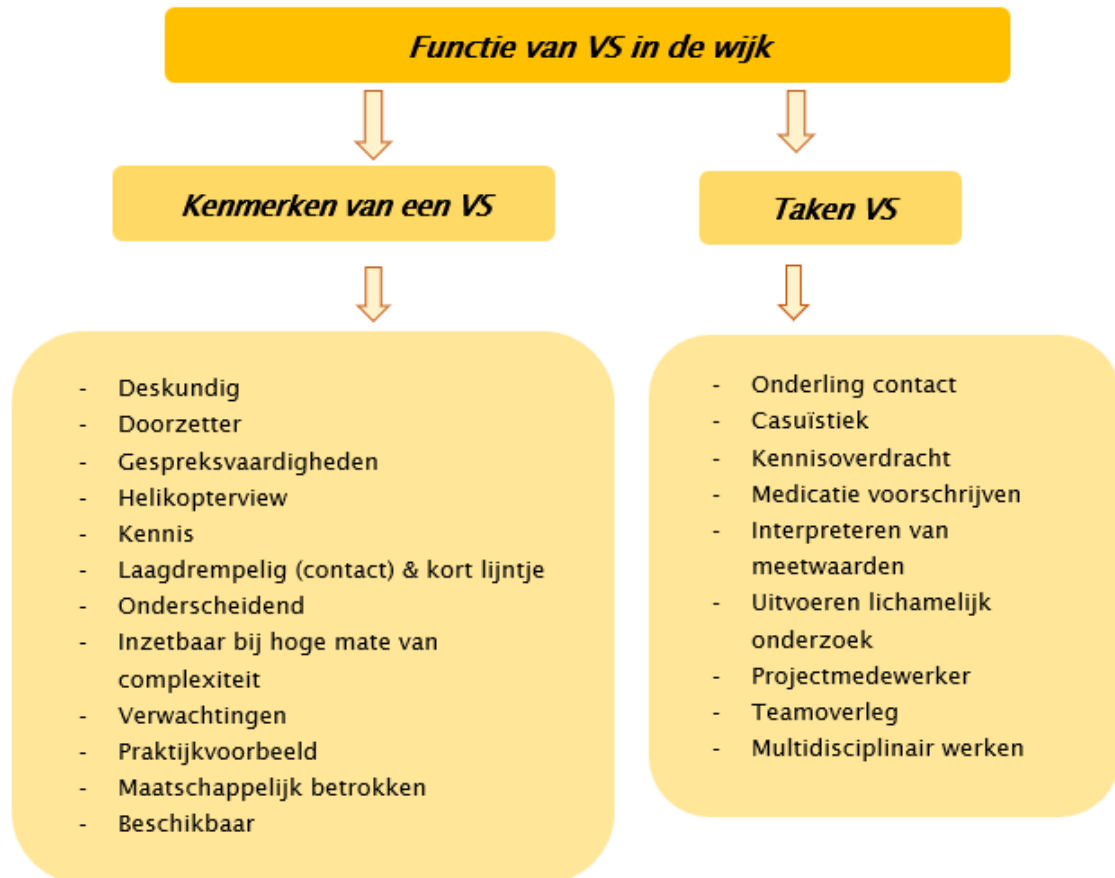 Functie van VS in de wijk
Kenmerken van een VS
- Deskundig
- Doorzetter
- Gespreksvaardigheden
- Helikopterview
- Kennis
- Laagdrempelig (contact) & kort lijntje
- Onderscheidend
- Inzetbaar bij hoge mate van
complexiteit
- Verwachtingen
- Praktijkvoorbeeld
- Maatschappelijk betrokken
- Beschikbaar
Taken VS
- Onderling contact
- Casuïstiek
- Kennisoverdracht
- Medicatie voorschrijven
- Interpreteren van
meetwaarden
- Uitvoeren lichamelijk
onderzoek
- Projectmedewerker
- Teamoverleg
- Multidisciplinair werken